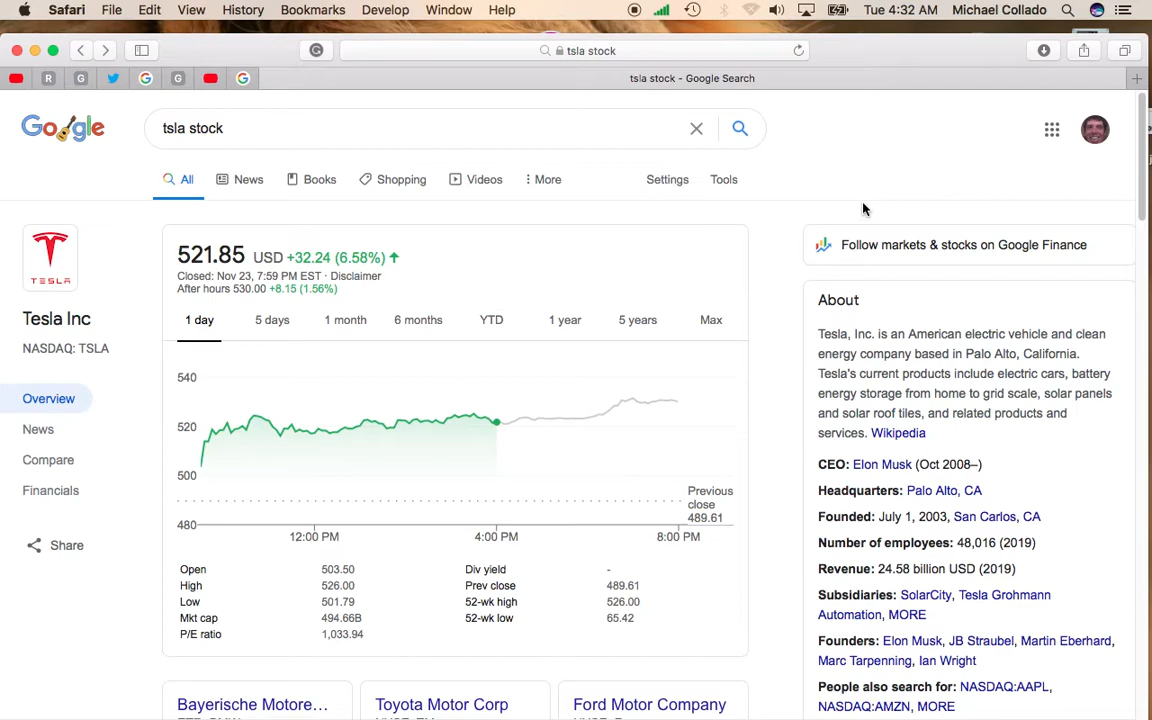 Safari File Edit View History Bookmarks Develop Window Help Tue 4:32 AM Michael Collado
tsla stock
R G G
tsla stock - Google Search
Google
tsla stock
All News Books Shopping Videos More Settings Tools
TESLA
Tesla Inc
NASDAQ: TSLA
Overview
News
Compare
Financials
Share
521.85 USD +32.24 (6.58%)
Closed: Nov 23, 7:59 PM EST · Disclaimer
After hours 530.00 +8.15 (1.56%)
1 day 5 days 1 month 6 months YTD 1 year 5 years Max
540
520
500
480
Previous
close
489.61
12:00 PM 4:00 PM 8:00 PM
Open 503.50 Div yield -
High 526.00 Prev close 489.61
Low 501.79 52-wk high 526.00
Mkt cap 494.66B 52-wk low 65.42
P/E ratio 1,033.94
Bayerische Motore... Toyota Motor Corp Ford Motor Company
Follow markets & stocks on Google Finance
About
Tesla, Inc. is an American electric vehicle and clean
energy company based in Palo Alto, California.
Tesla's current products include electric cars, battery
energy storage from home to grid scale, solar panels
and solar roof tiles, and related products and
services. Wikipedia
CEO: Elon Musk (Oct 2008–)
Headquarters: Palo Alto, CA
Founded: July 1, 2003, San Carlos, CA
Number of employees: 48,016 (2019)
Revenue: 24.58 billion USD (2019)
Subsidiaries: SolarCity, Tesla Grohmann
Automation, MORE
Founders: Elon Musk, JB Straubel, Martin Eberhard,
Marc Tarpenning, Ian Wright
People also search for: NASDAQ:AAPL,
NASDAQ:AMZN, MORE